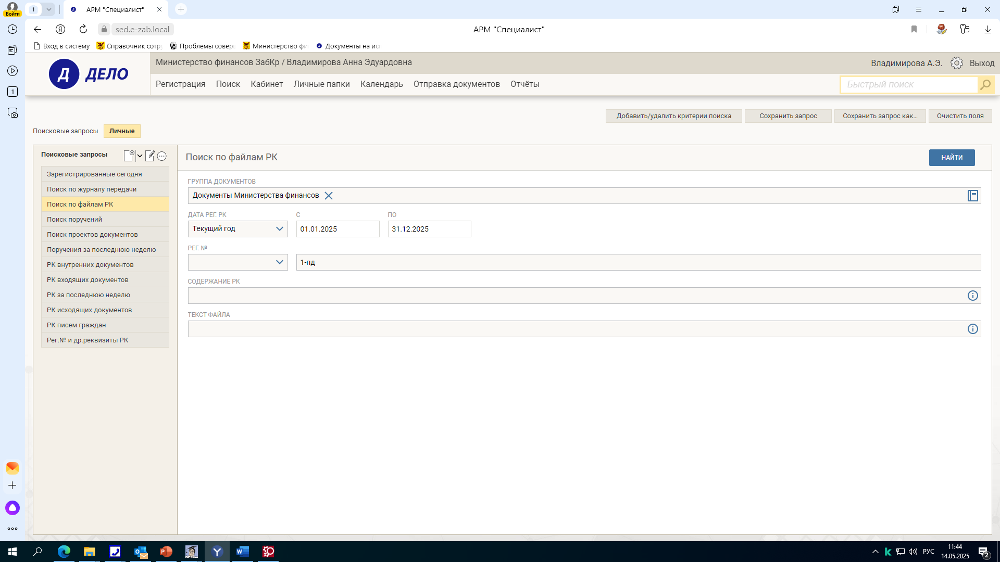 Войти
1
АРМ "Специалист"
sed.e-zab.local
АРМ "Специалист"
Вход в систему
Справочник сотру
Проблемы соверш
Министерство фи
Документы на исп
Д ДЕЛО
Министерство финансов ЗабКр / Владимирова Анна Эдуардовна
Владимирова А.Э.
Выход
Регистрация
Поиск
Кабинет
Личные папки
Календарь
Отправка документов
Отчёты
Быстрый поиск
1
Добавить/удалить критерии поиска
Сохранить запрос
Сохранить запрос как...
Очистить поля
Поисковые запросы
Личные
Поисковые запросы
Зарегистрированные сегодня
Поиск по журналу передачи
Поиск по файлам РК
Поиск поручений
Поиск проектов документов
Поручения за последнюю неделю
РК внутренних документов
РК входящих документов
РК за последнюю неделю
РК исходящих документов
РК писем граждан
Рег.№ и др.реквизиты РК
Поиск по файлам РК
НАЙТИ
ГРУППА ДОКУМЕНТОВ
Документы Министерства финансов
ДАТА РЕГ. РК
С
ПО
Текущий год
01.01.2025
31.12.2025
РЕГ. №
1-пд
СОДЕРЖАНИЕ РК
ТЕКСТ ФАЙЛА
РУС
11:44
14.05.2025
2